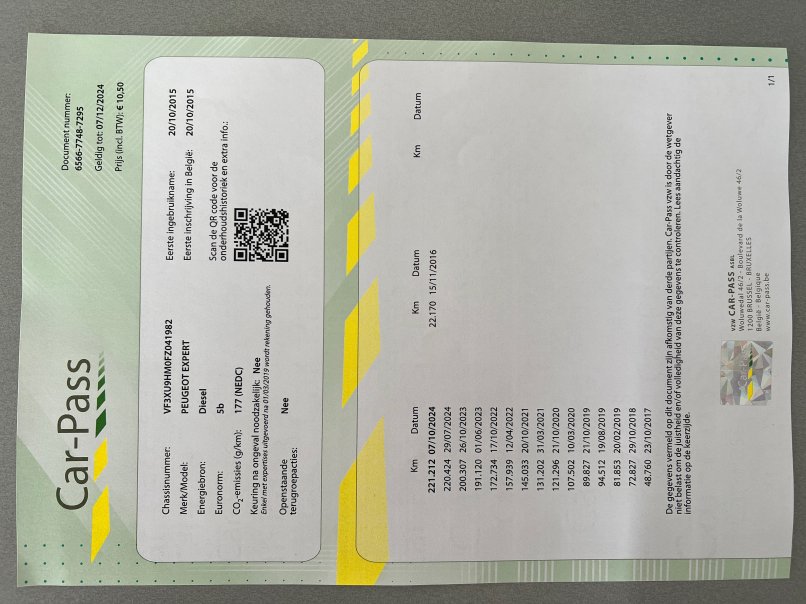 Car-Pass
Document nummer:
6566-7748-7295
Geldig tot: 07/12/2024
Prijs (incl. BTW): € 10,50
Chassisnummer: VF3XU9HM0FZ041982
Merk/Model: PEUGEOT EXPERT
Energiebron: Diesel
Euronorm: 5b
CO2-emissies (g/km): 177 (NEDC)
Keuring na ongeval noodzakelijk: Nee
Enkel met expertises uitgevoerd na 01/03/2019 wordt rekening gehouden.
Openstaande
terugroepacties: Nee
Eerste ingebruikname: 20/10/2015
Eerste inschrijving in België: 20/10/2015
Scan de QR code voor de
onderhoudshistoriek en extra info.:
Km Datum Km Datum Km Datum
221.212 07/10/2024 22.170 15/11/2016
220.424 29/07/2024
200.307 26/10/2023
191.120 01/06/2023
172.734 17/10/2022
157.939 12/04/2022
145.033 20/10/2021
131.202 31/03/2021
121.296 21/10/2020
107.502 10/03/2020
89.827 21/10/2019
94.512 19/08/2019
81.853 20/02/2019
72.827 29/10/2018
48.760 23/10/2017
De gegevens vermeld op dit document zijn afkomstig van derde partijen. Car-Pass vzw is door de wetgever
niet belast om de juistheid en/of volledigheid van deze gegevens te controleren. Lees aandachtig de
informatie op de keerzijde.
vzw CAR-PASS ASBL
Woluwedal 46/2 - Boulevard de la Woluwe 46/2
1200 BRUSSEL - BRUXELLES
België - Belgique
www.car-pass.be
1/1